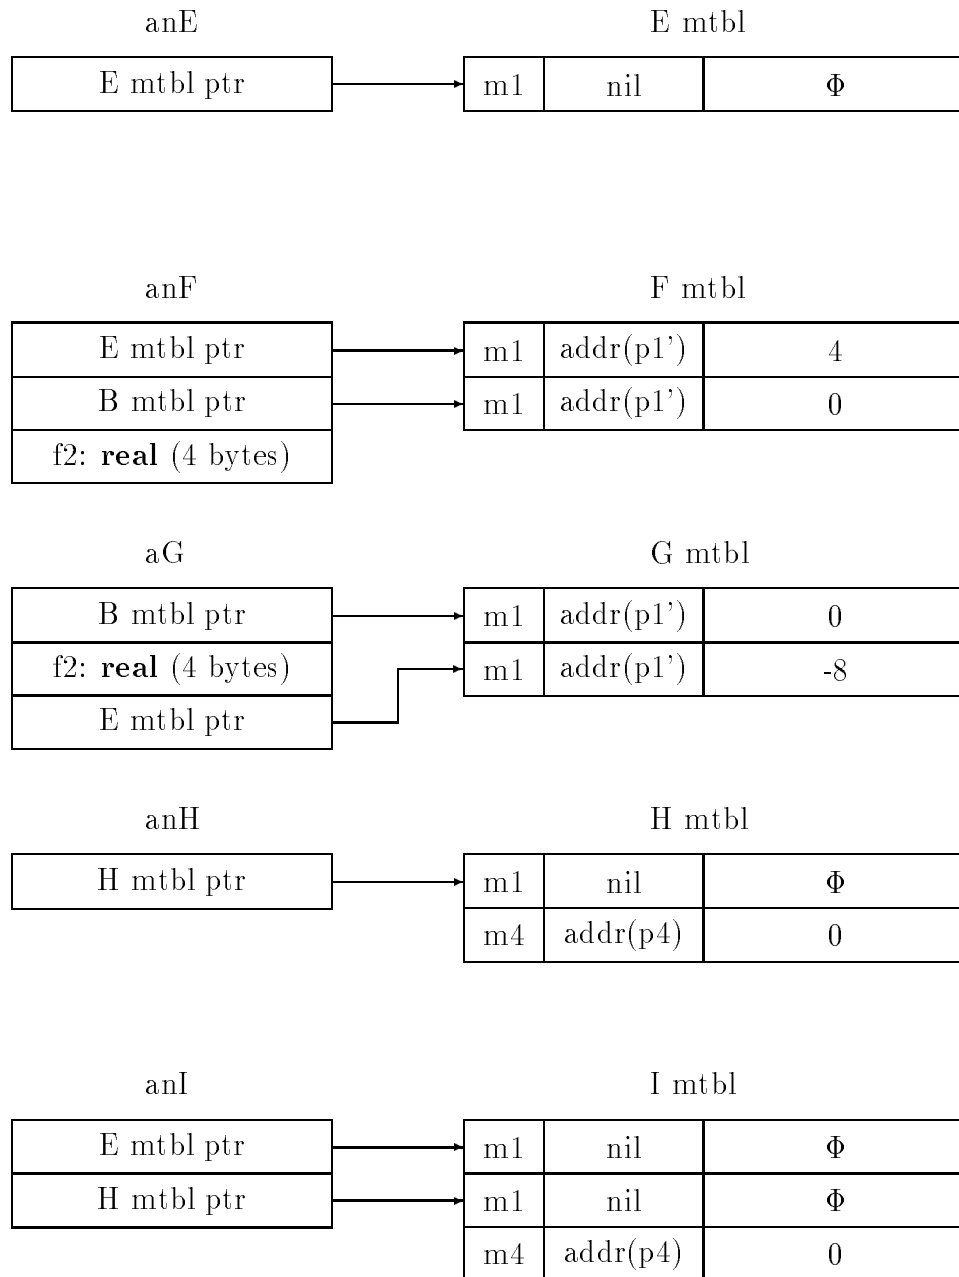 anE E mtbl
E mtbl ptr m1 nil Φ
anF F mtbl
E mtbl ptr m1 addr(p1') 4
B mtbl ptr m1 addr(p1') 0
f2: real (4 bytes)
aG G mtbl
B mtbl ptr m1 addr(p1') 0
f2: real (4 bytes) m1 addr(p1') -8
E mtbl ptr
anH H mtbl
H mtbl ptr m1 nil Φ
m4 addr(p4) 0
anI I mtbl
E mtbl ptr m1 nil Φ
H mtbl ptr m1 nil Φ
m4 addr(p4) 0